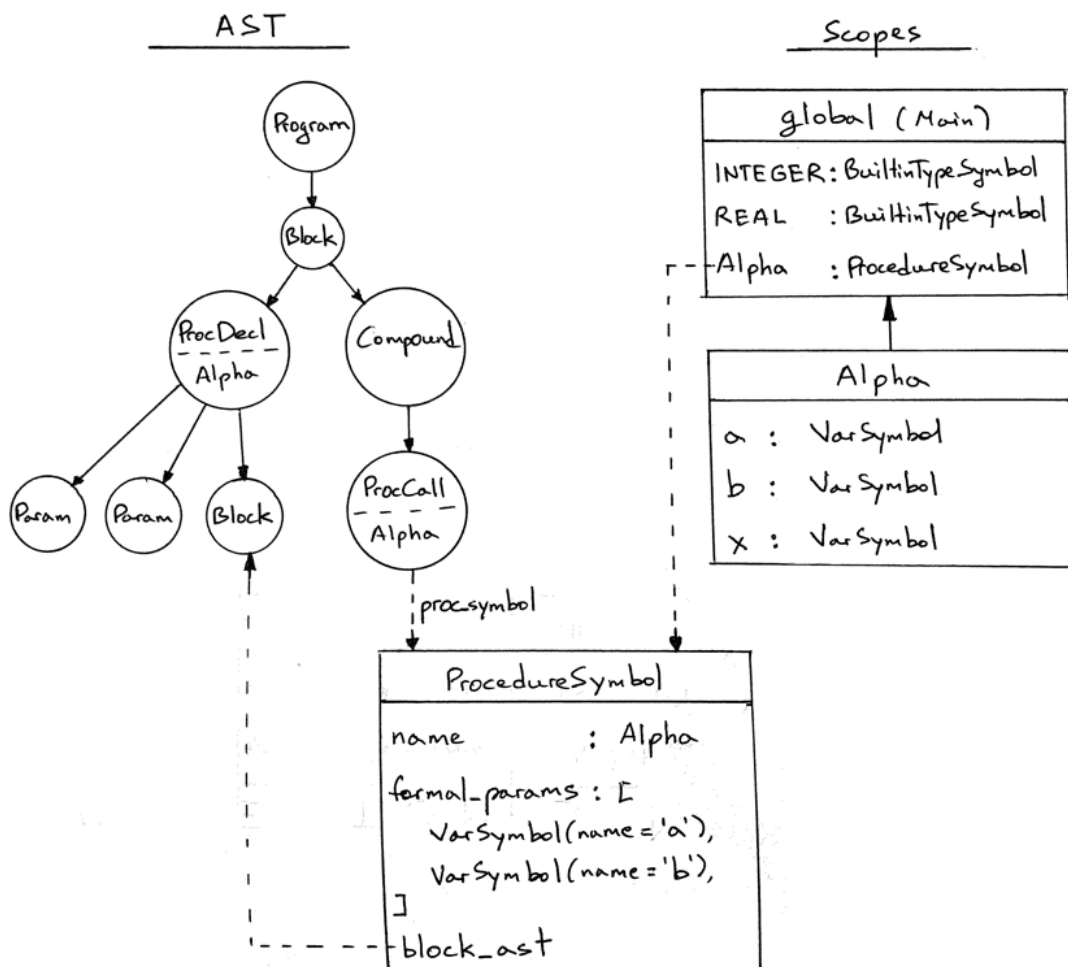 AST
Program
Block
ProcDecl
Alpha
Compound
Param
Param
Block
ProcCall
Alpha
proc_symbol
Scopes
global (Main)
INTEGER : BuiltinTypeSymbol
REAL : BuiltinTypeSymbol
Alpha : ProcedureSymbol
Alpha
a : VarSymbol
b : VarSymbol
x : VarSymbol
ProcedureSymbol
name : Alpha
formal_params : [
VarSymbol(name = 'a'),
VarSymbol(name = 'b'),
]
block_ast